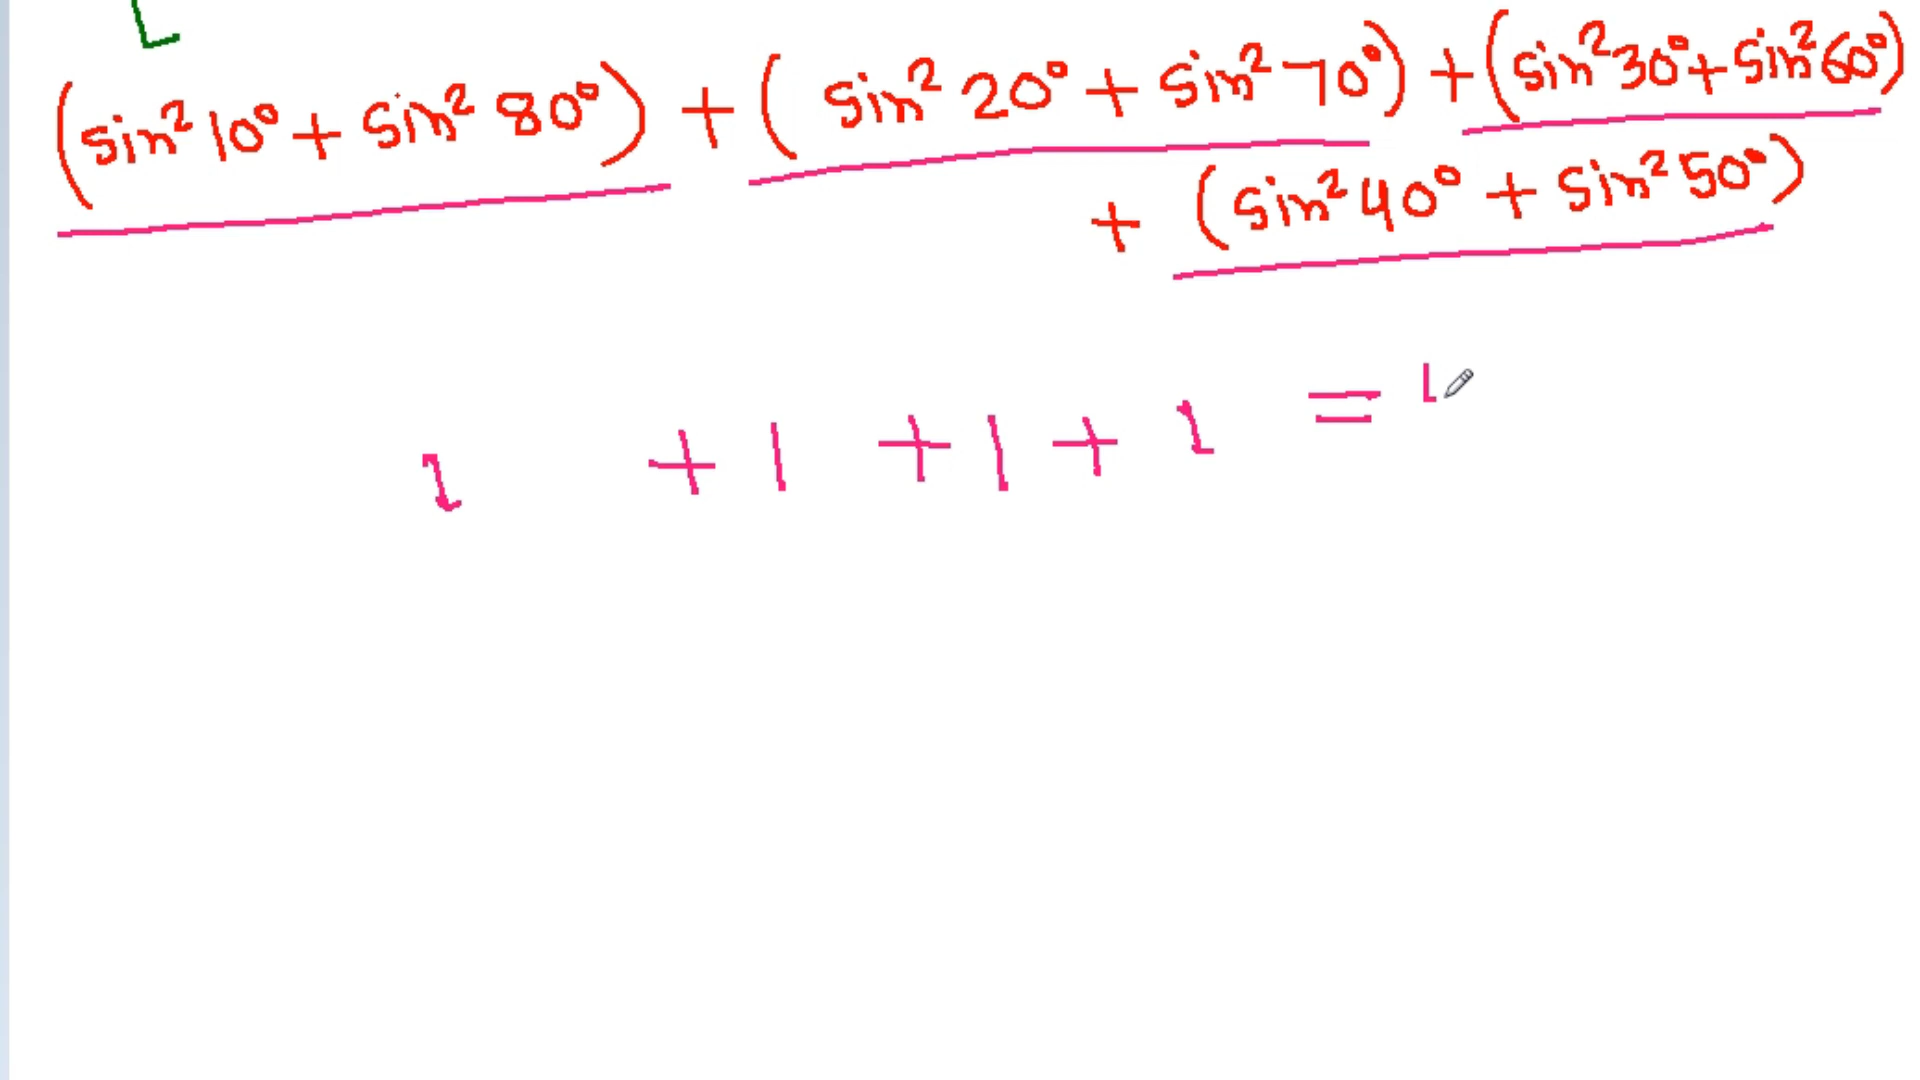 (sin² 10° + sin² 80°) + (sin² 20° + sin² 70°) + (sin² 30° + sin² 60°)
+ (sin² 40° + sin² 50°)
1 + 1 + 1 + 1 =